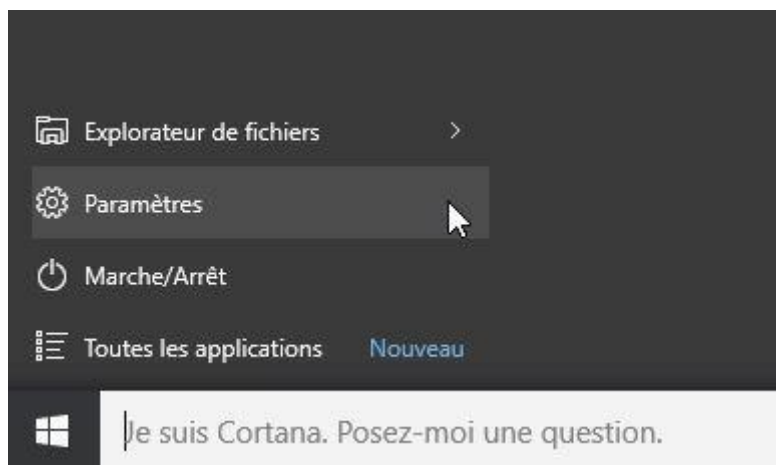 Explorateur de fichiers
Paramètres
Marche/Arrêt
Toutes les applications Nouveau
Je suis Cortana. Posez-moi une question.